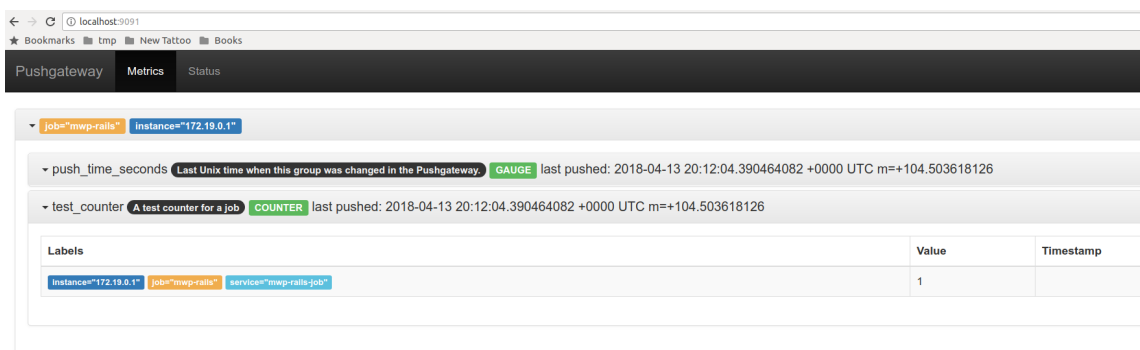 localhost:9091
Bookmarks tmp New Tattoo Books
Pushgateway Metrics Status
job="mwp-rails" instance="172.19.0.1"
push_time_seconds Last Unix time when this group was changed in the Pushgateway. GAUGE last pushed: 2018-04-13 20:12:04.390464082 +0000 UTC m=+104.503618126
test_counter A test counter for a job COUNTER last pushed: 2018-04-13 20:12:04.390464082 +0000 UTC m=+104.503618126
Labels Value Timestamp
instance="172.19.0.1" job="mwp-rails" service="mwp-rails-job" 1